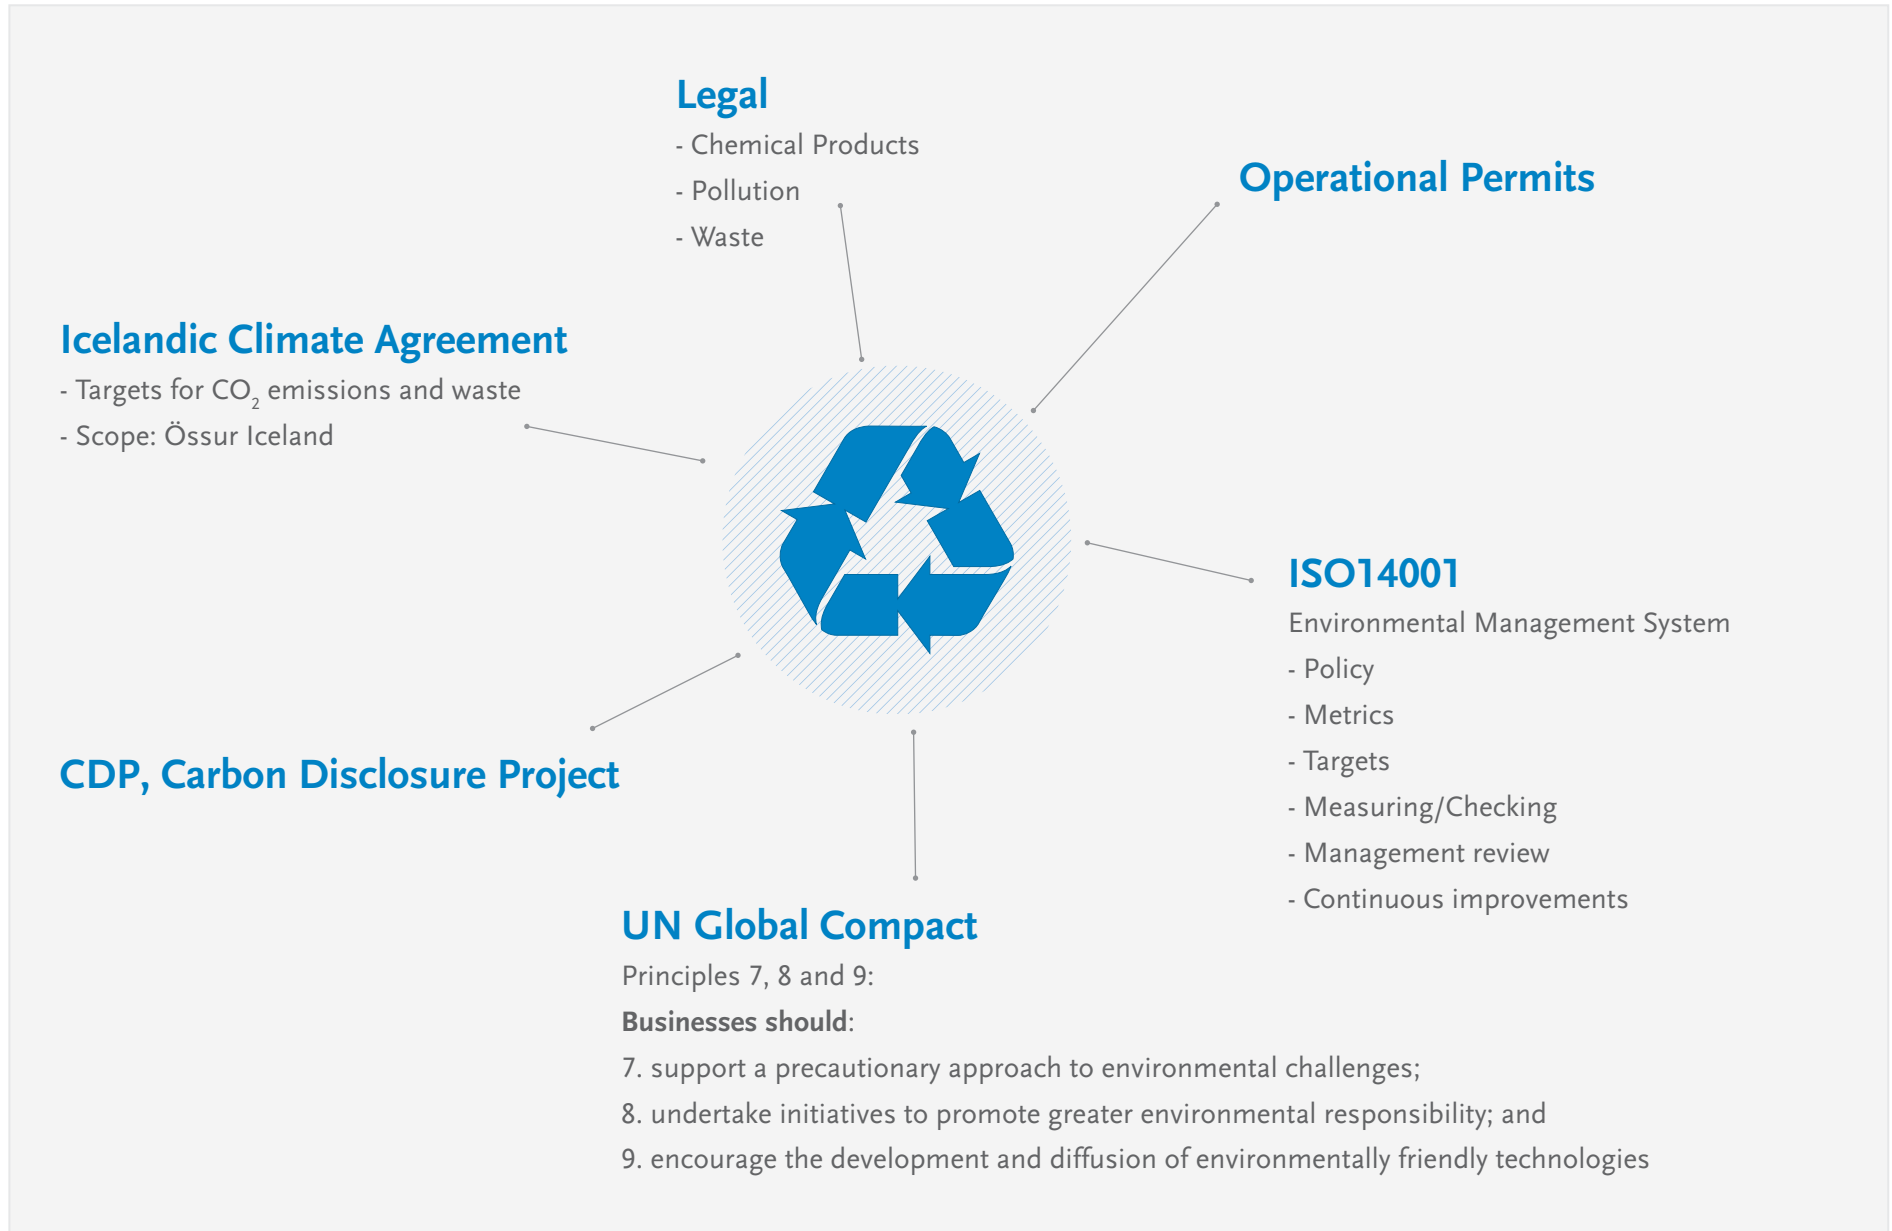 Legal
- Chemical Products
- Pollution
- Waste
Operational Permits
Icelandic Climate Agreement
- Targets for CO₂ emissions and waste
- Scope: Össur Iceland
ISO14001
Environmental Management System
- Policy
- Metrics
- Targets
- Measuring/Checking
- Management review
- Continuous improvements
CDP, Carbon Disclosure Project
UN Global Compact
Principles 7, 8 and 9:
Businesses should:
7. support a precautionary approach to environmental challenges;
8. undertake initiatives to promote greater environmental responsibility; and
9. encourage the development and diffusion of environmentally friendly technologies